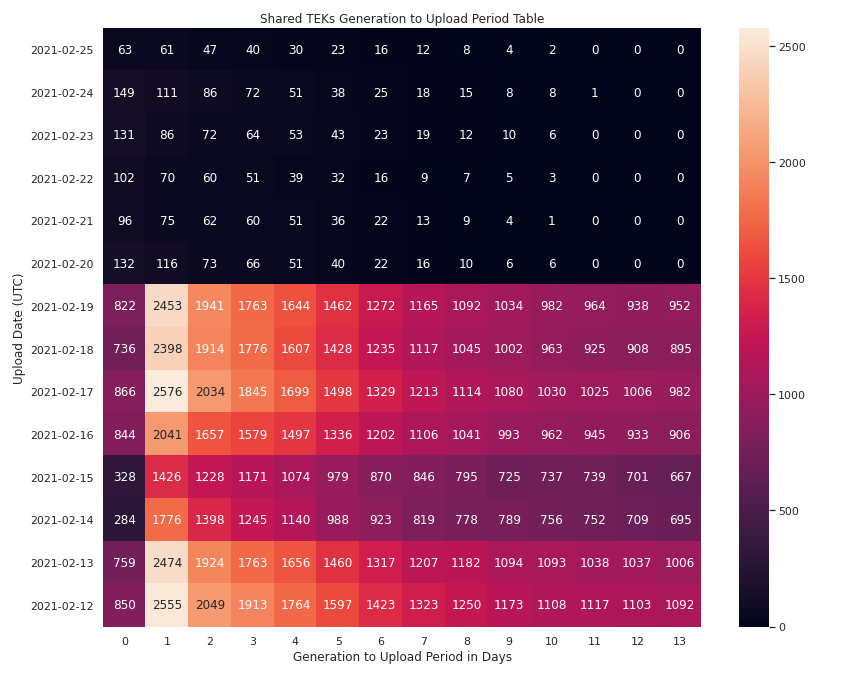 Shared TEKs Generation to Upload Period Table
Upload Date (UTC)
2021-02-25 63 61 47 40 30 23 16 12 8 4 2 0 0 0
2021-02-24 149 111 86 72 51 38 25 18 15 8 8 1 0 0
2021-02-23 131 86 72 64 53 43 23 19 12 10 6 0 0 0
2021-02-22 102 70 60 51 39 32 16 9 7 5 3 0 0 0
2021-02-21 96 75 62 60 51 36 22 13 9 4 1 0 0 0
2021-02-20 132 116 73 66 51 40 22 16 10 6 6 0 0 0
2021-02-19 822 2453 1941 1763 1644 1462 1272 1165 1092 1034 982 964 938 952
2021-02-18 736 2398 1914 1776 1607 1428 1235 1117 1045 1002 963 925 908 895
2021-02-17 866 2576 2034 1845 1699 1498 1329 1213 1114 1080 1030 1025 1006 982
2021-02-16 844 2041 1657 1579 1497 1336 1202 1106 1041 993 962 945 933 906
2021-02-15 328 1426 1228 1171 1074 979 870 846 795 725 737 739 701 667
2021-02-14 284 1776 1398 1245 1140 988 923 819 778 789 756 752 709 695
2021-02-13 759 2474 1924 1763 1656 1460 1317 1207 1182 1094 1093 1038 1037 1006
2021-02-12 850 2555 2049 1913 1764 1597 1423 1323 1250 1173 1108 1117 1103 1092
0 1 2 3 4 5 6 7 8 9 10 11 12 13
Generation to Upload Period in Days
2500
2000
1500
1000
500
0